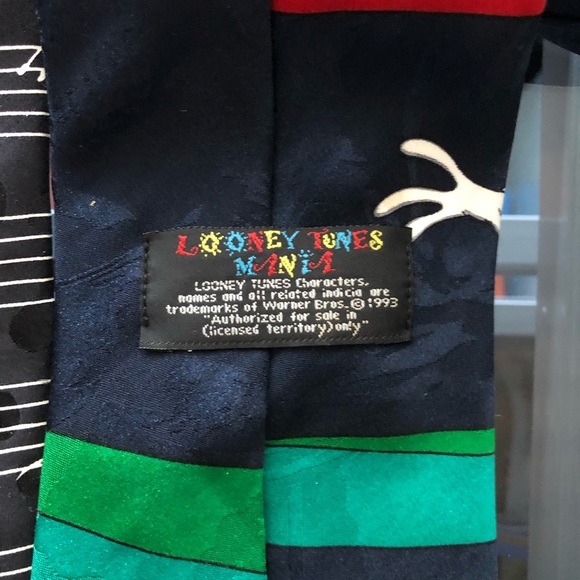 LOONEY TUNES
MANIA
LOONEY TUNES Characters,
names and all related indicia are
trademarks of Warner Bros. © 1993
"Authorized for sale in
(licensed territory) only"